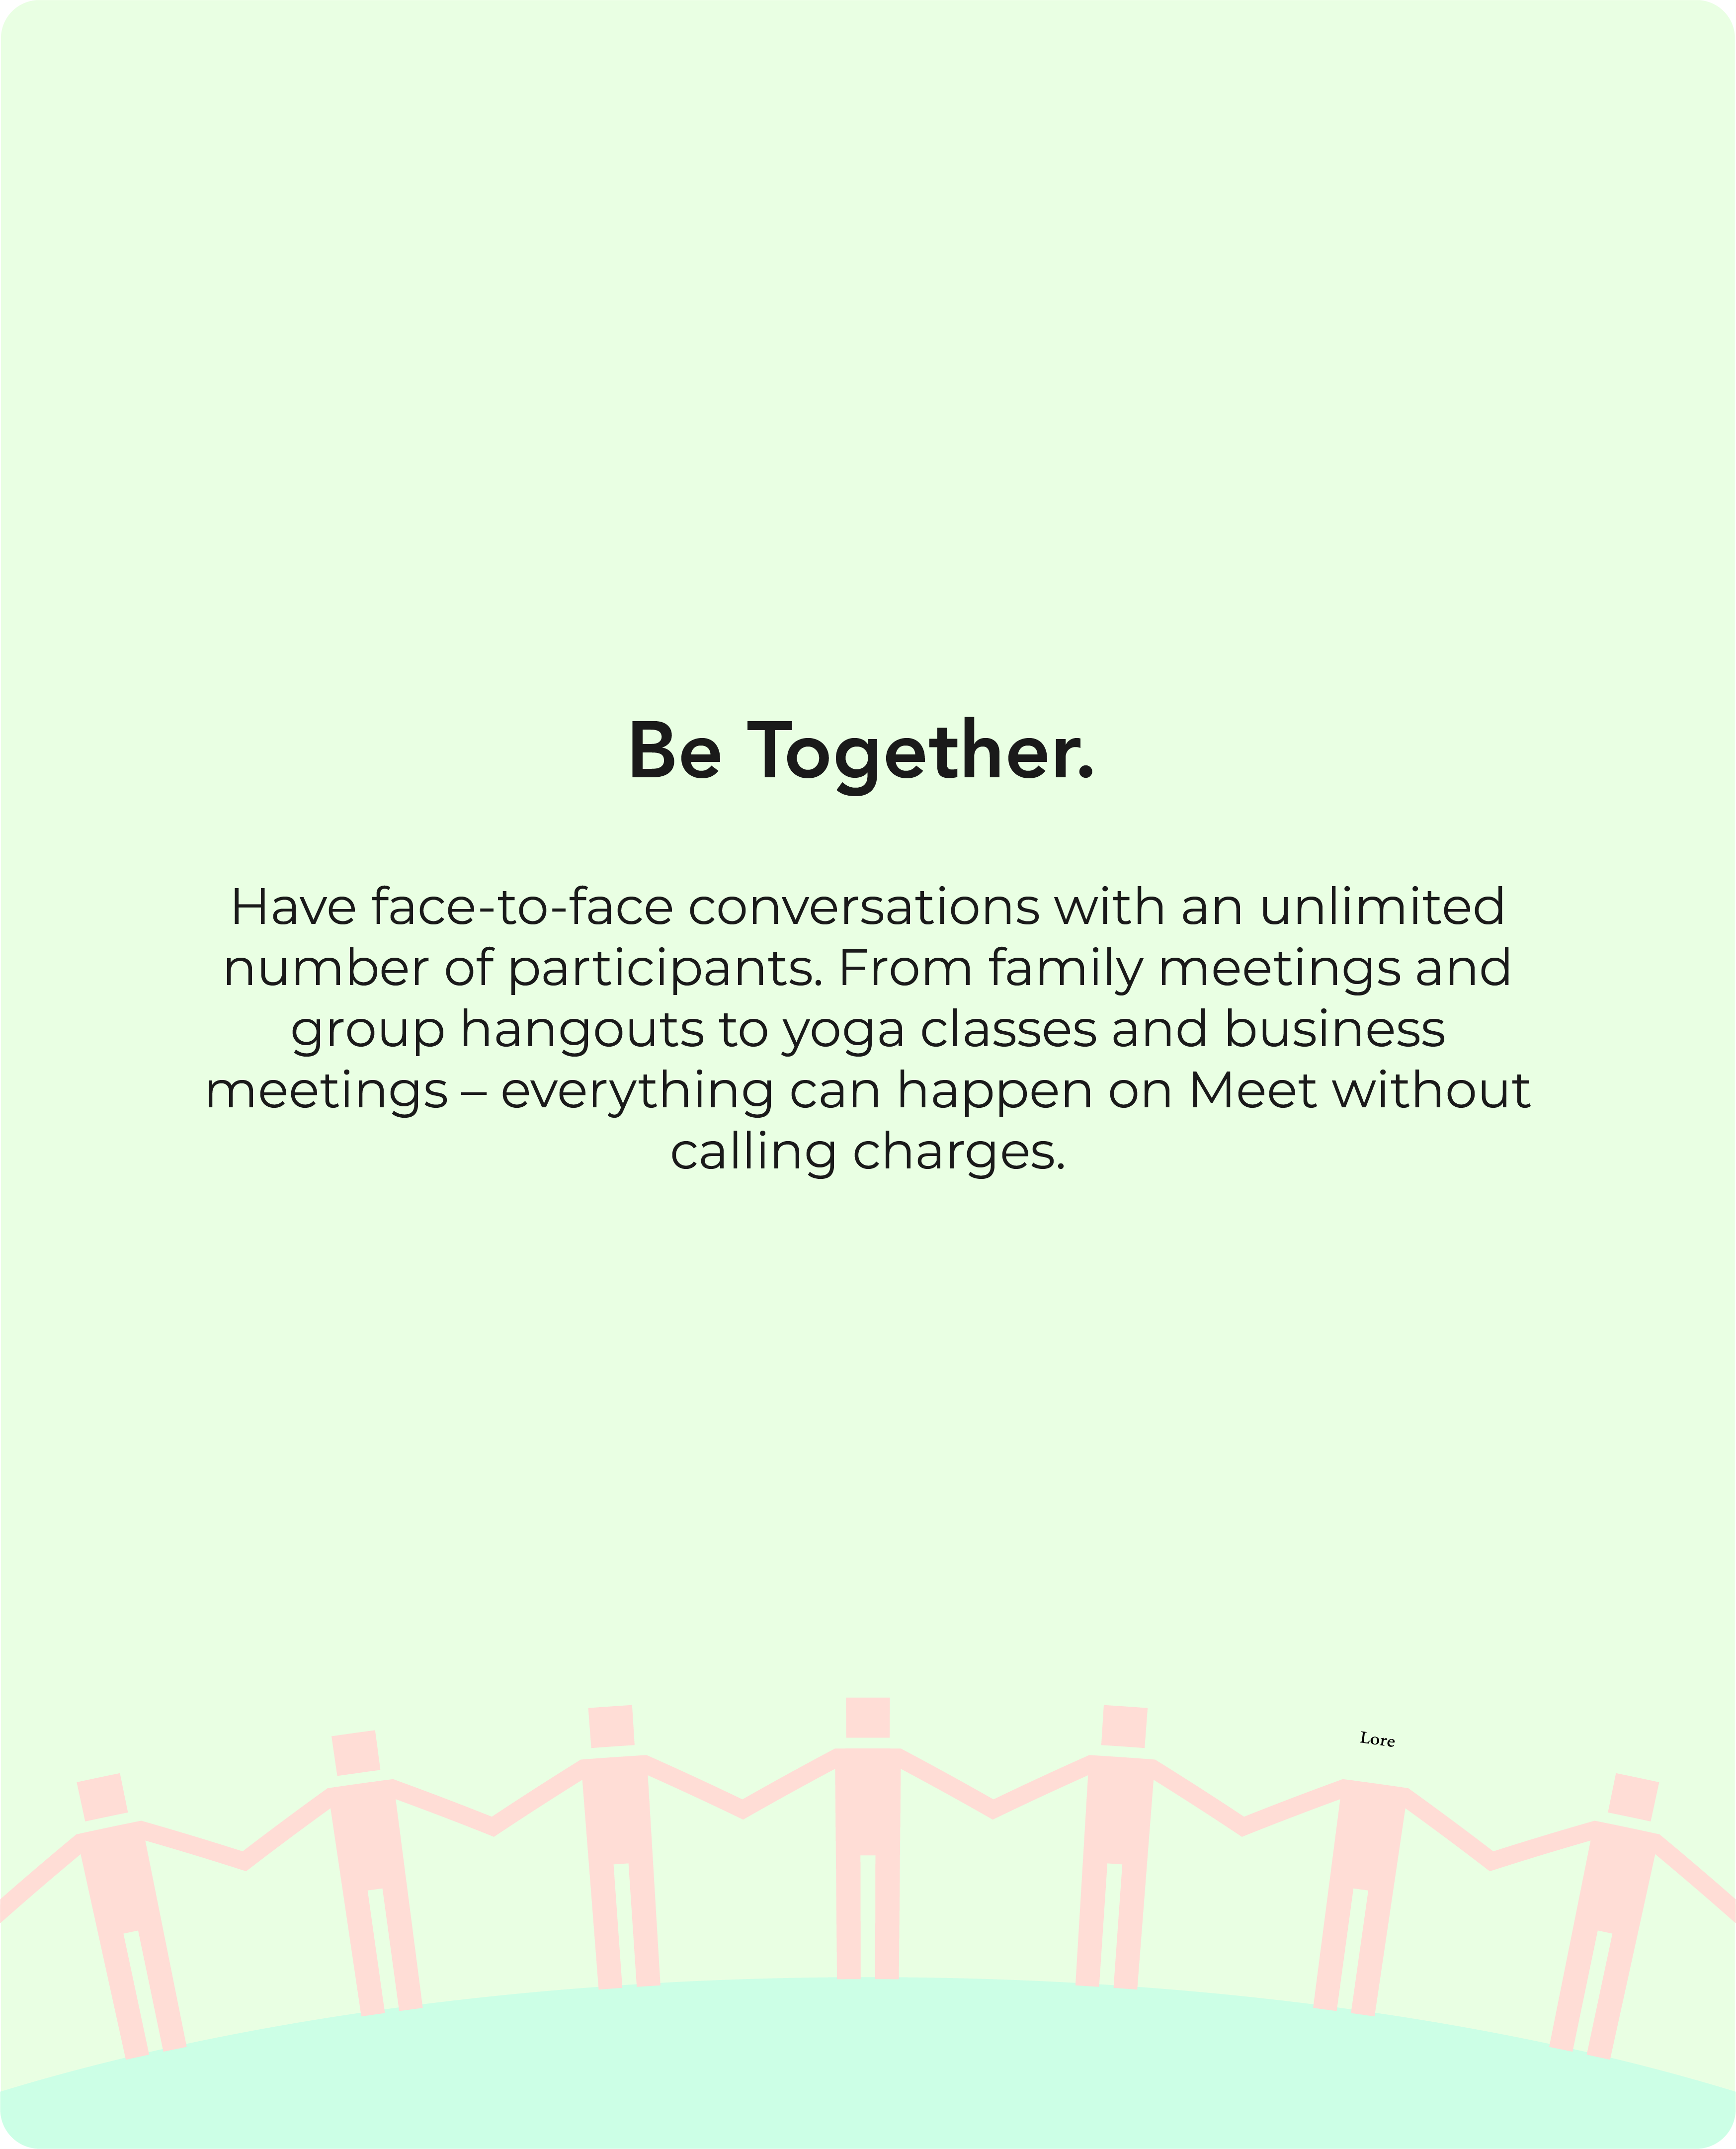 Be Together.
Have face-to-face conversations with an unlimited
number of participants. From family meetings and
group hangouts to yoga classes and business
meetings – everything can happen on Meet without
calling charges.
Lore